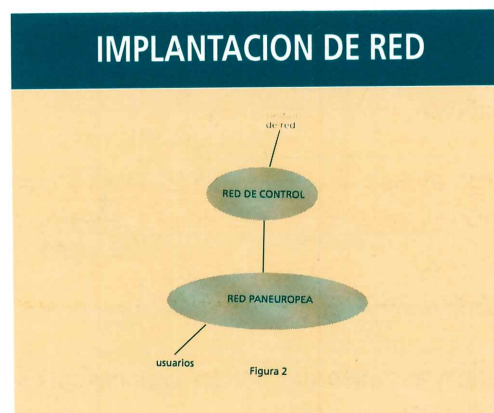 IMPLANTACION DE RED
de red
RED DE CONTROL
RED PANEUROPEA
usuarios
Figura 2